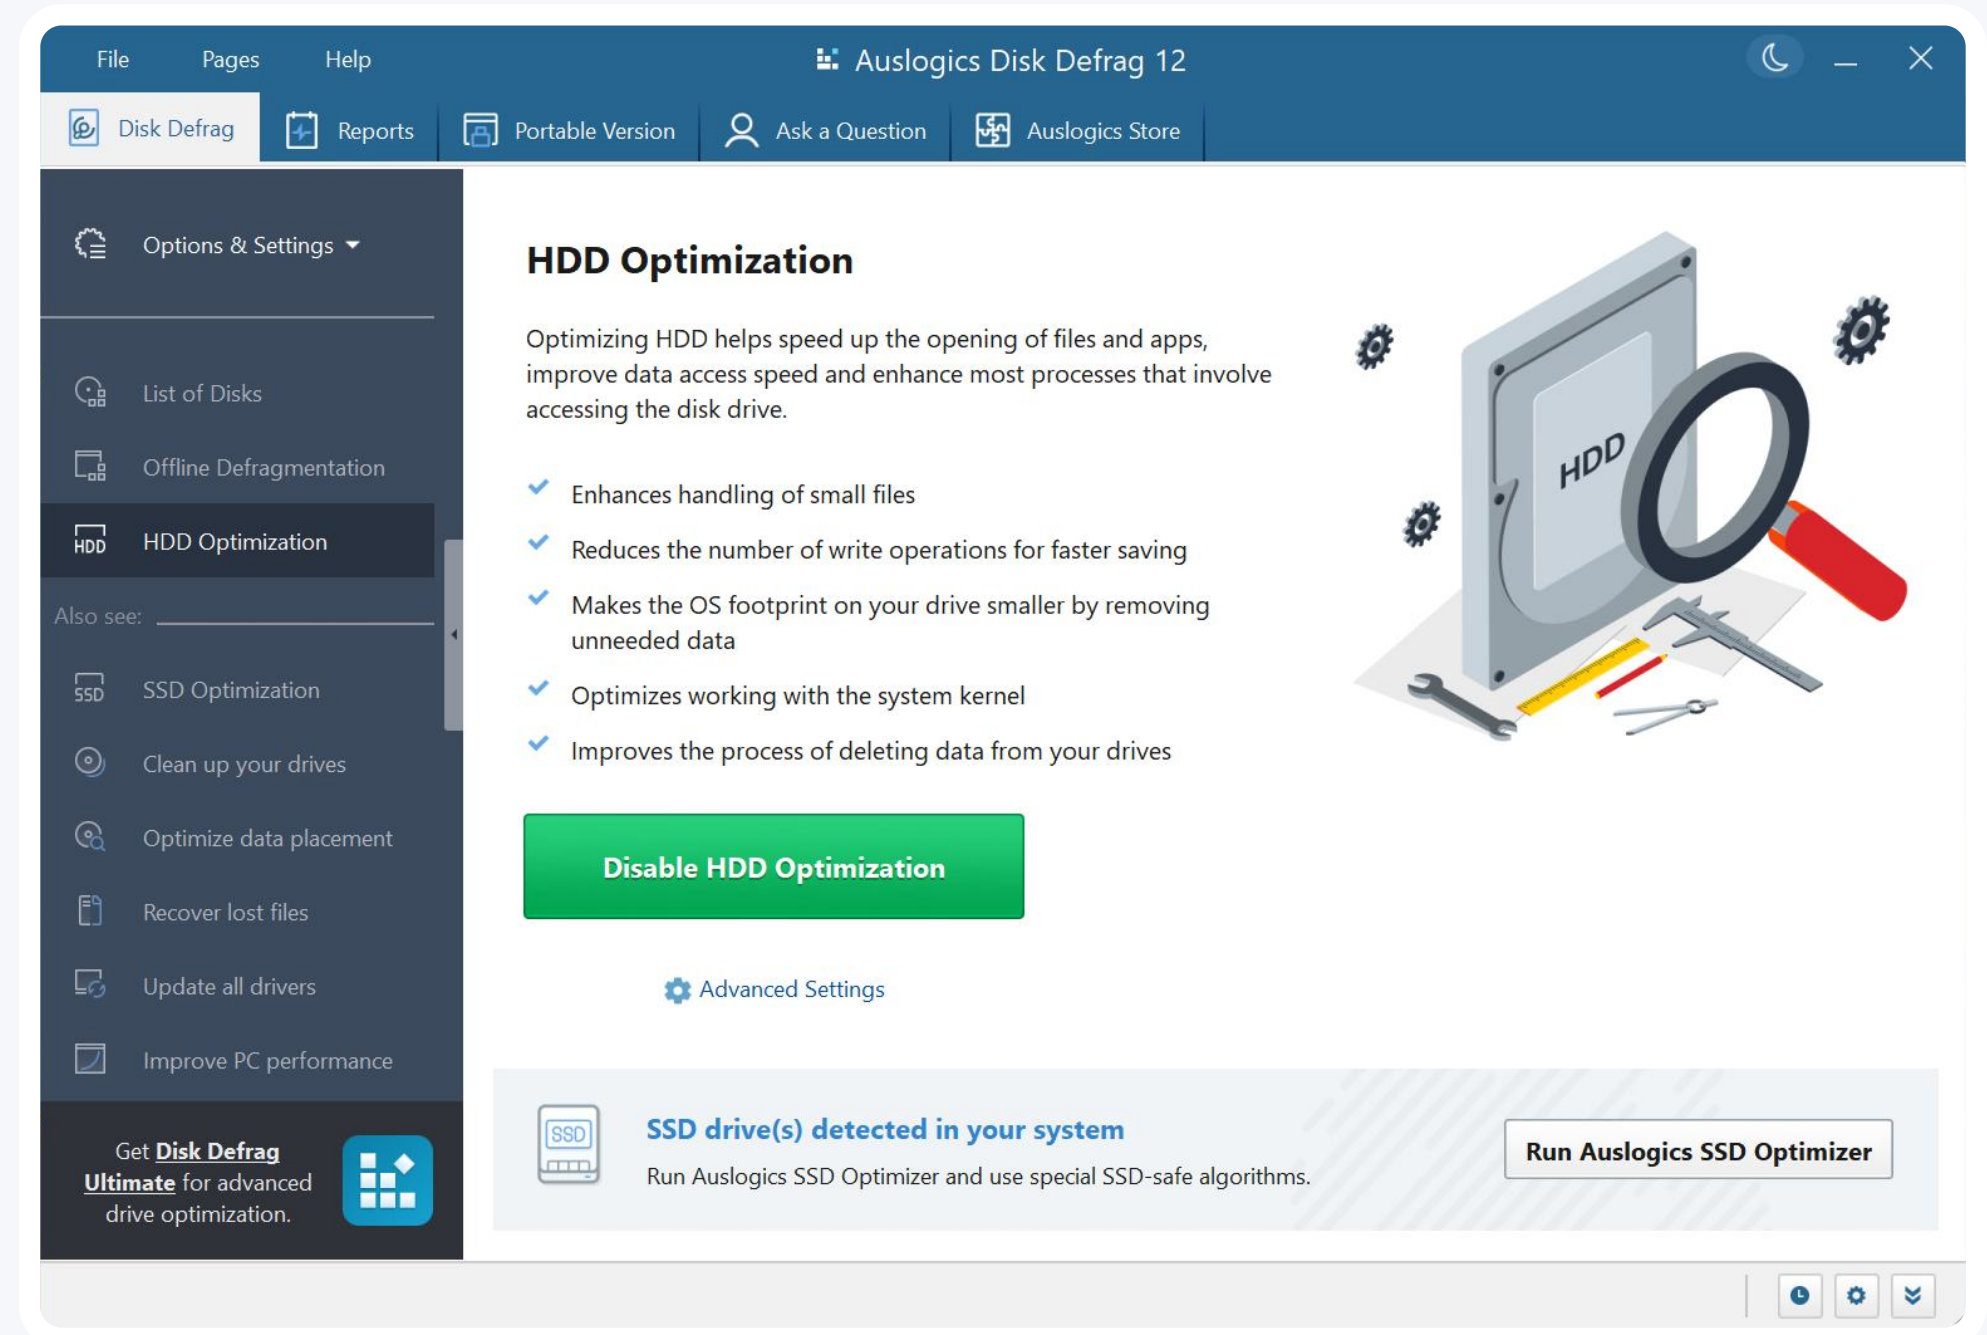 File Pages Help Auslogics Disk Defrag 12
Disk Defrag Reports Portable Version Ask a Question Auslogics Store
Options & Settings
List of Disks
Offline Defragmentation
HDD HDD Optimization
Also see:
SSD SSD Optimization
Clean up your drives
Optimize data placement
Recover lost files
Update all drivers
Improve PC performance
Get Disk Defrag
Ultimate for advanced
drive optimization.
HDD Optimization
Optimizing HDD helps speed up the opening of files and apps,
improve data access speed and enhance most processes that involve
accessing the disk drive.
Enhances handling of small files
Reduces the number of write operations for faster saving
Makes the OS footprint on your drive smaller by removing
unneeded data
Optimizes working with the system kernel
Improves the process of deleting data from your drives
HDD
Disable HDD Optimization
Advanced Settings
SSD
SSD drive(s) detected in your system
Run Auslogics SSD Optimizer and use special SSD-safe algorithms.
Run Auslogics SSD Optimizer